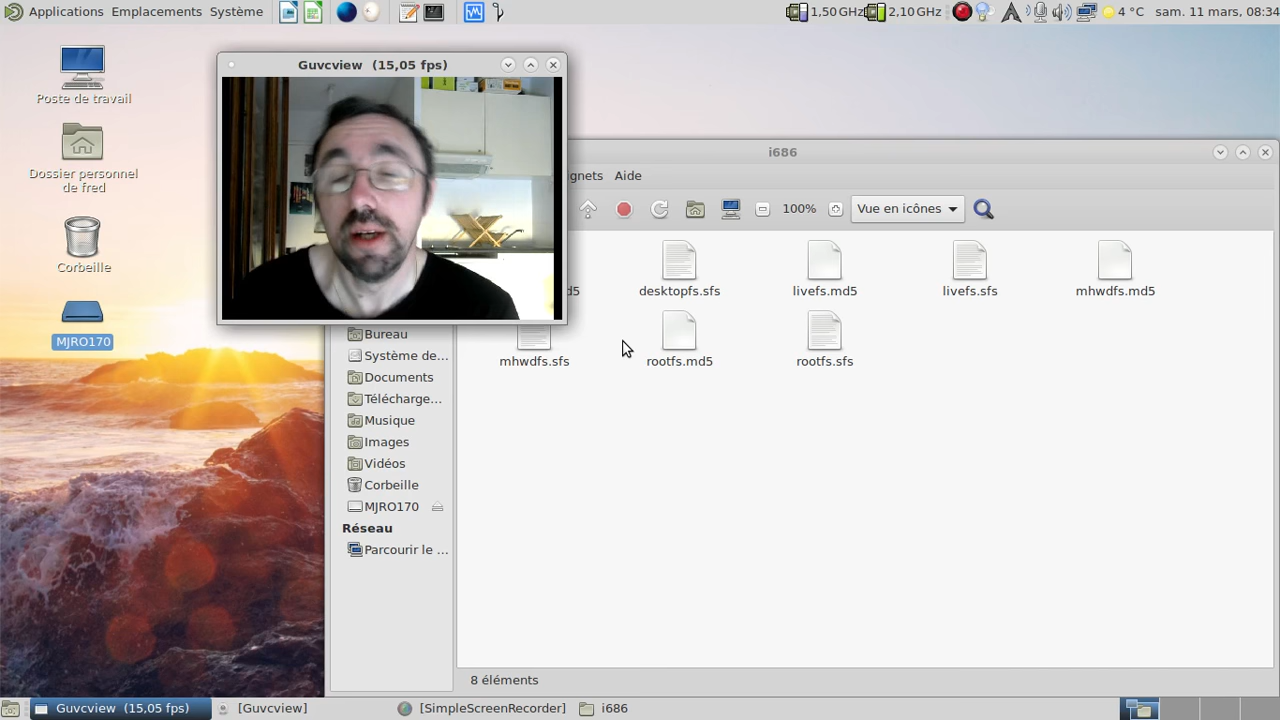 Applications Emplacements Système
1,50 GHz 2,10 GHz 4 °C sam. 11 mars, 08:34
Poste de travail
Dossier personnel
de fred
Corbeille
MJRO170
Guvcview (15,05 fps)
i686
gnets Aide
100% Vue en icônes
d5 desktopfs.sfs livefs.md5 livefs.sfs mhwdfs.md5
mhwdfs.sfs rootfs.md5 rootfs.sfs
Bureau
Système de...
Documents
Télécharge...
Musique
Images
Vidéos
Corbeille
MJRO170
Réseau
Parcourir le ...
8 éléments
Guvcview (15,05 fps) [Guvcview] [SimpleScreenRecorder] i686